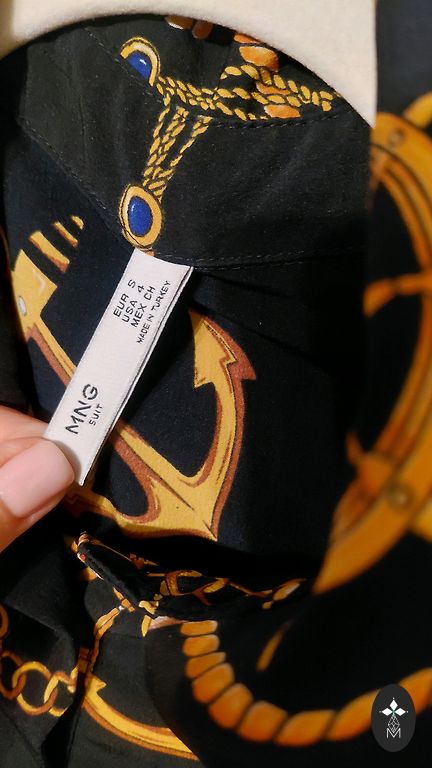 EUR S
USA 4
MEX CH
MADE IN TURKEY
MNG
SUIT
M